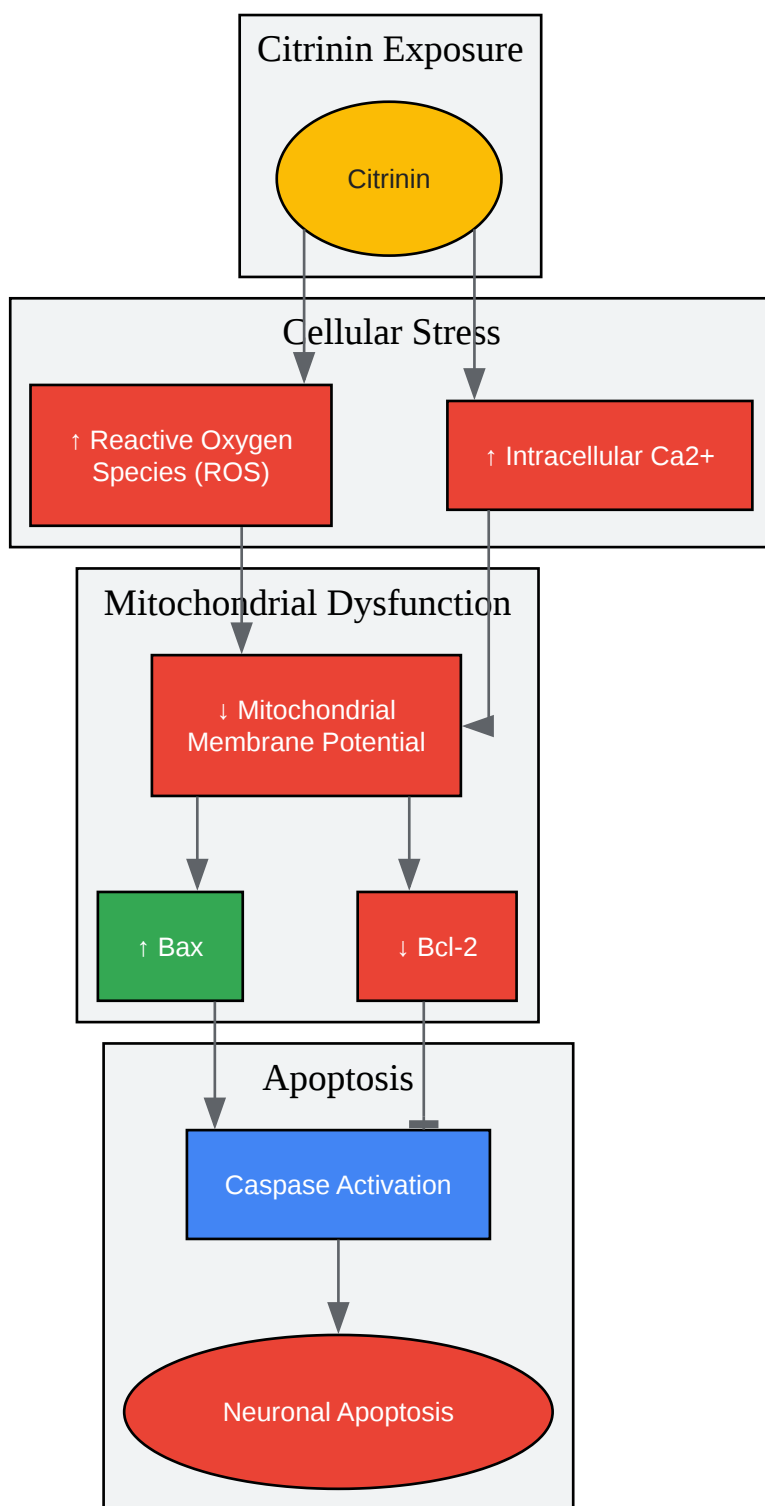 Citrinin Exposure
Citrinin
Cellular Stress
↑ Reactive Oxygen
Species (ROS)
↑ Intracellular Ca2+
Mitochondrial Dysfunction
↓ Mitochondrial
Membrane Potential
↑ Bax
↓ Bcl-2
Apoptosis
Caspase Activation
Neuronal Apoptosis